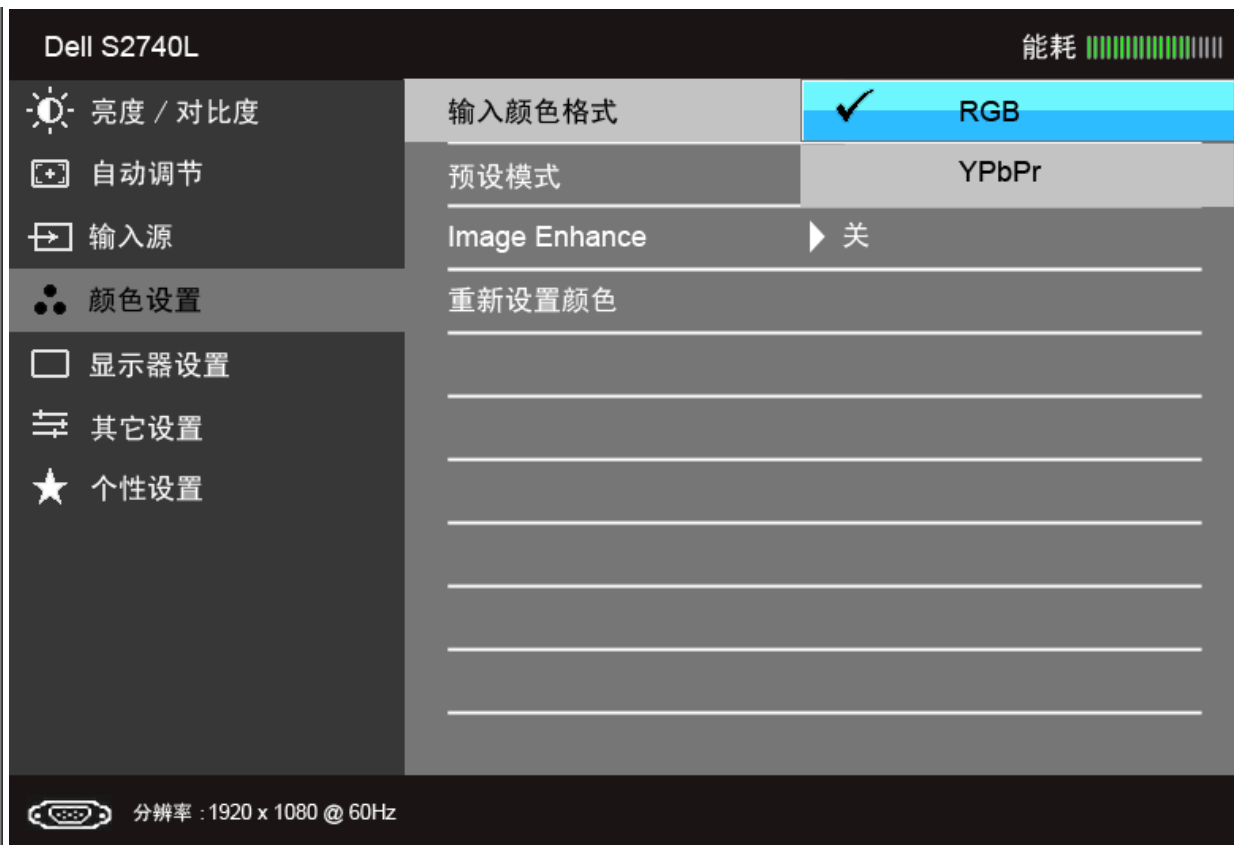 Dell S2740L
能耗
亮度 / 对比度
自动调节
输入源
颜色设置
显示器设置
其它设置
个性设置
输入颜色格式
RGB
YPbPr
预设模式
Image Enhance
关
重新设置颜色
分辨率 : 1920 x 1080 @ 60Hz